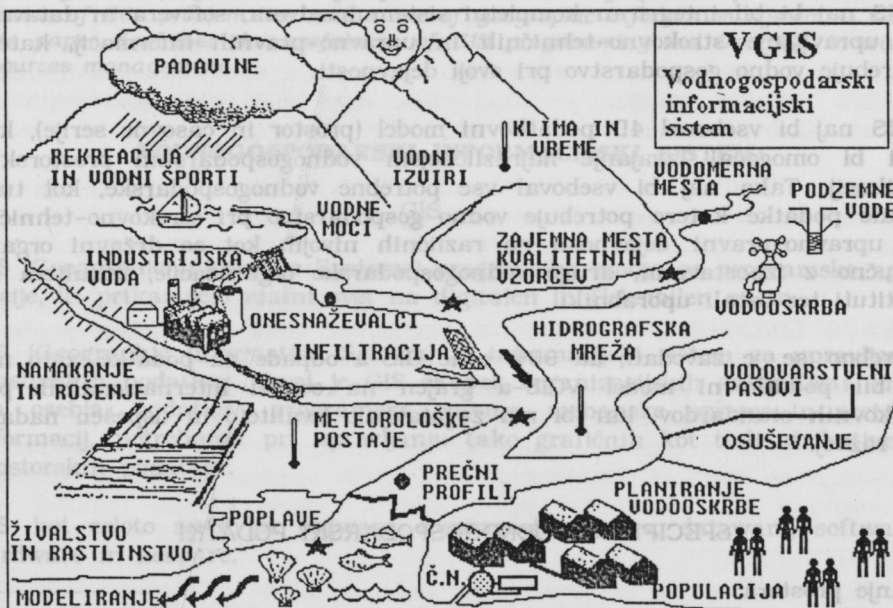 VGIS
Vodnogospodarski
informacijski
sistem
PADAVINE
KLIMA IN
VREME
REKREACIJA
IN VODNI ŠPORTI
VODNI
IZVIRI
VODOMERNA
MESTA
PODZEMNE
VODE
VODNE
MOČI
INDUSTRIJSKA
VODA
ZAJEMNA MESTA
KVALITETNIH
VZORCEV
VODOOSKRBA
ONESNAŽEVALCI
INFILTRACIJA
HIDROGRAFSKA
MREŽA
NAMAKANJE
IN ROSENJE
VODOVARSTVENI
PASOVI
METEOROLOŠKE
POSTAJE
OSUŠEVANJE
PREČNI
PROFILI
PLANIRANJE
VODOOSKRBE
POPLAVE
ŽIVALSTVO
IN RASTLINSTVO
Č.N.
MODELIRANJE
POPULACIJA